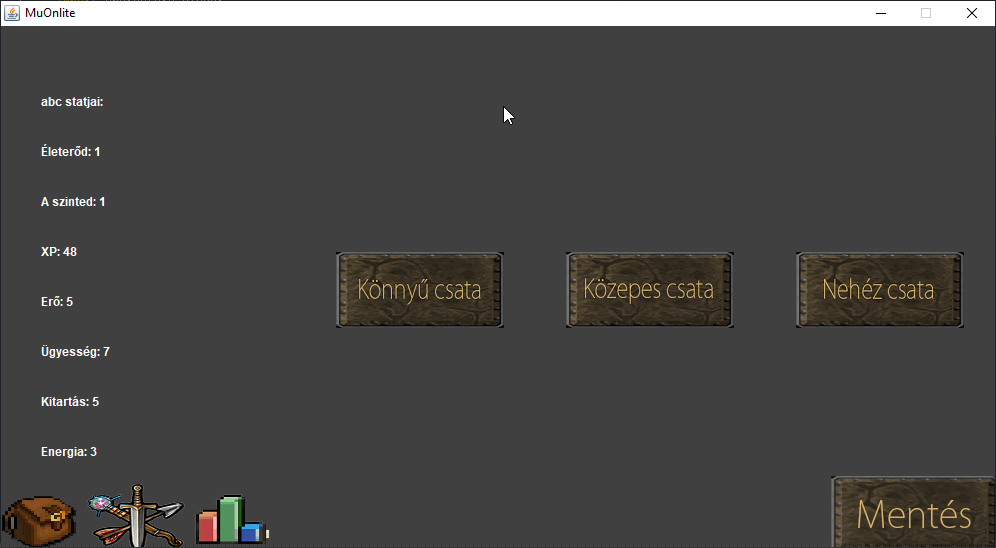 MuOnlite
abc statjai:
Életerőd: 1
A szinted: 1
XP: 48
Erő: 5
Ügyesség: 7
Kitartás: 5
Energia: 3
Könnyű csata
Közepes csata
Nehéz csata
Mentés